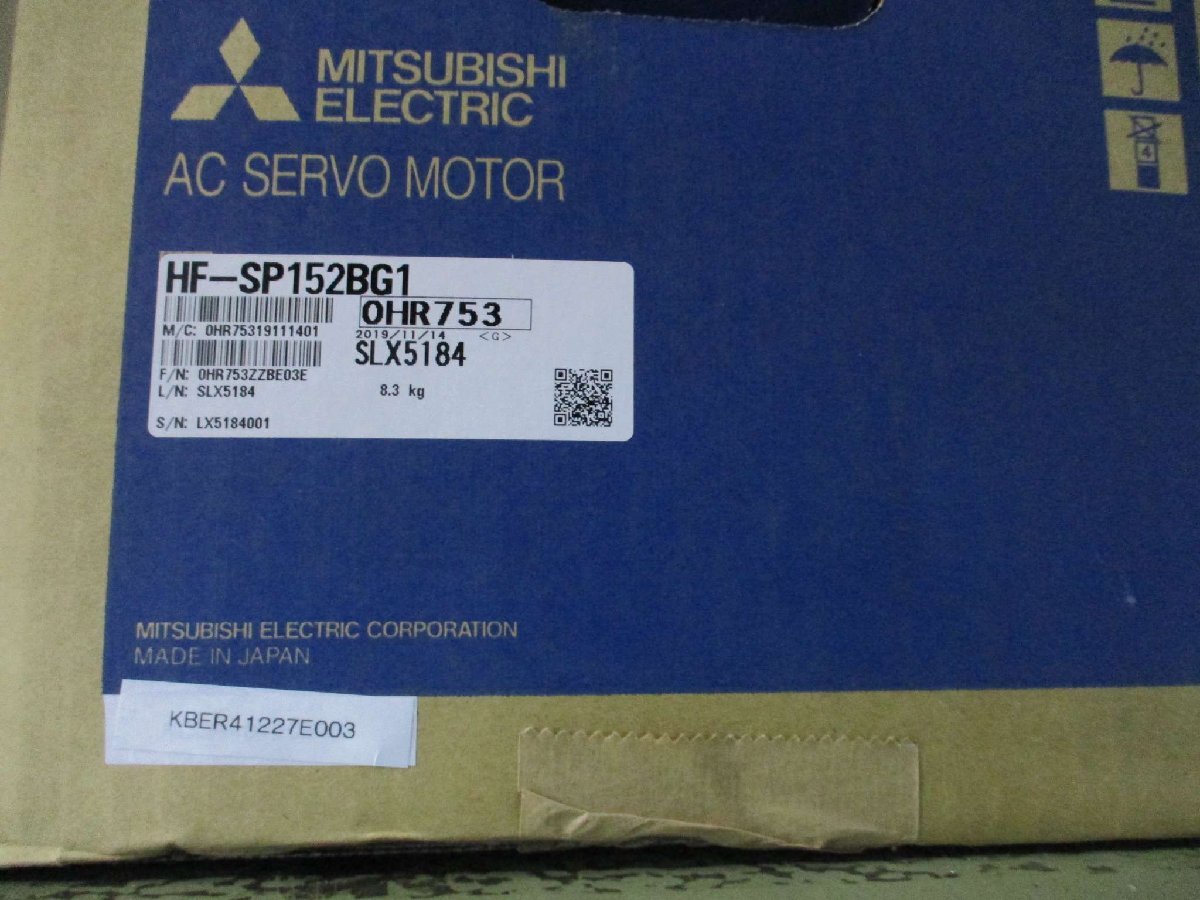 MITSUBISHI
ELECTRIC
AC SERVO MOTOR
HF-SP152BG1
0HR753
M/C: 0HR75319111401
2019/11/14 <G>
SLX5184
F/N: 0HR753ZZBE03E
L/N: SLX5184
8.3 kg
S/N: LX5184001
4
MITSUBISHI ELECTRIC CORPORATION
MADE IN JAPAN
KBER41227E003